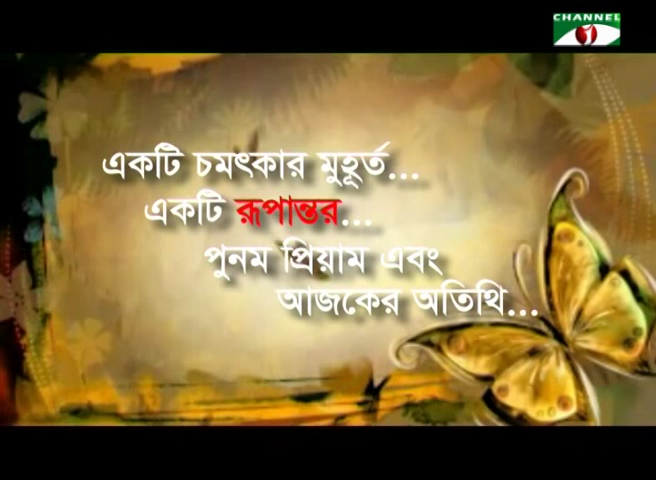 CHANNEL
i
একটি চমৎকার মুহূর্ত...
একটি রূপান্তর...
পুনম প্রিয়াম এবং
আজকের অতিথি...